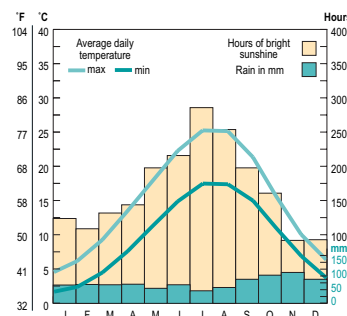 °F °C Hours
104 40 400
95 35 350
86 30 300
77 25 250
68 20 200
58 15 150
50 10 100
41 5
32 0
mm
150
100
50
0
Average daily
temperature
max min
Hours of bright
sunshine
Rain in mm
J F M A M J J A S O N D